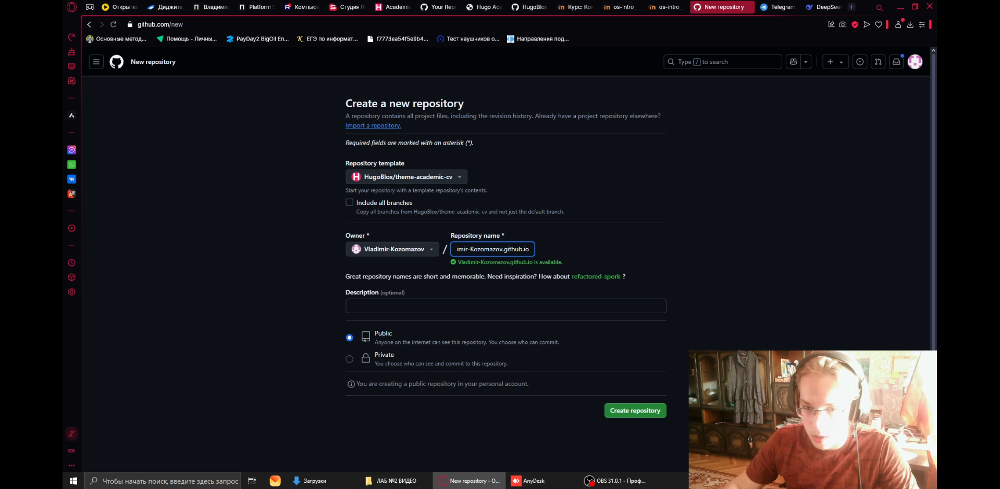 Открытка
Диджита
Владими
Platform S
Компьют
Студия R
Academic
Your Rep
Hugo Aca
HugoBlox
Курс: Ко
os-intro_
os-intro_
New repository
Telegram
DeepSeek
github.com/new
Основные метод...
Помощь - Личны...
PayDay2 BigOil En...
ЕГЭ по информат...
f7773ea54f5e9b4...
Тест наушников о...
Направления под...
New repository
Type / to search
Create a new repository
A repository contains all project files, including the revision history. Already have a project repository elsewhere?
Import a repository.
Required fields are marked with an asterisk (*).
Repository template
HugoBlox/theme-academic-cv
Start your repository with a template repository's contents.
Include all branches
Copy all branches from HugoBlox/theme-academic-cv and not just the default branch.
Owner *
Repository name *
Vladimir-Kozomazov / imir-Kozomazov.github.io
Vladimir-Kozomazov.github.io is available.
Great repository names are short and memorable. Need inspiration? How about refactored-spork ?
Description (optional)
Public
Anyone on the internet can see this repository. You choose who can commit.
Private
You choose who can see and commit to this repository.
You are creating a public repository in your personal account.
Create repository
GX
Чтобы начать поиск, введите здесь запрос
Загрузки
ЛАБ №2 ВИДЕО
New repository - O...
AnyDesk
OBS 31.0.1 - Проф...